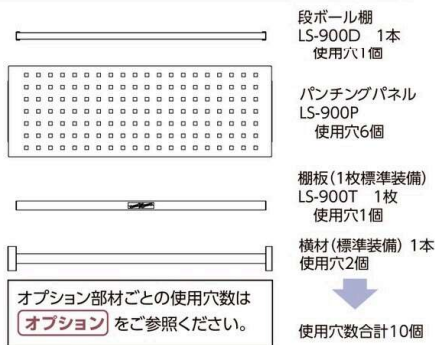 段ボール棚
LS-900D 1本
使用穴1個
パンチングパネル
LS-900P
使用穴6個
棚板(1枚標準装備)
LS-900T 1枚
使用穴1個
横材(標準装備) 1本
使用穴2個
オプション部材ごとの使用穴数は
オプション をご参照ください。
使用穴数合計10個